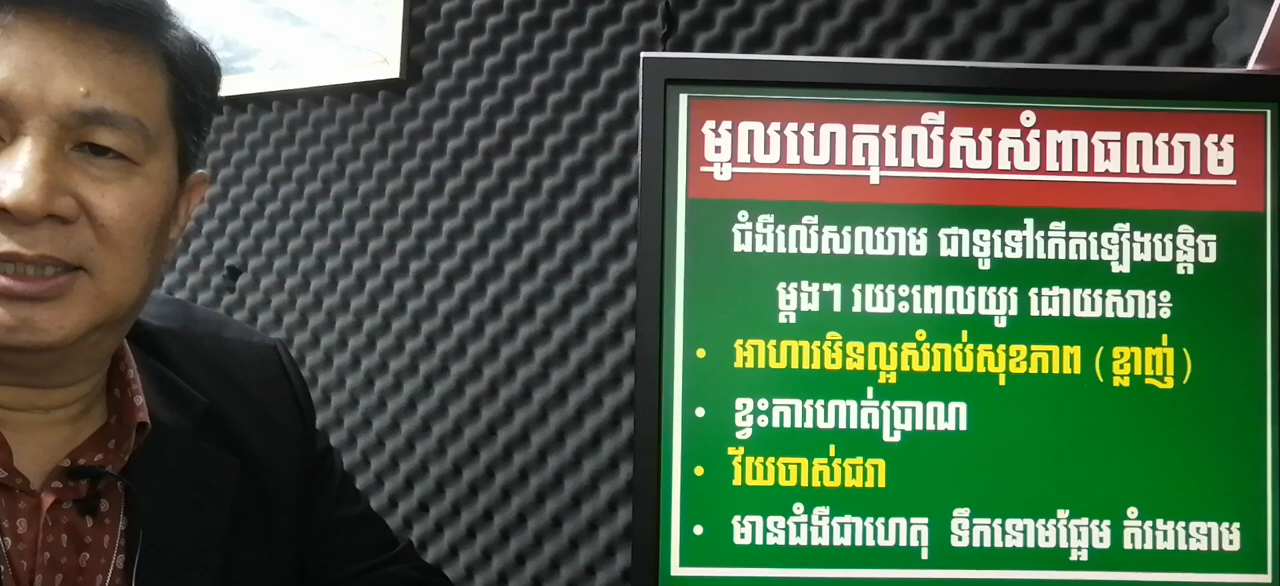 មូលហេតុលើសសំពាធឈាម
ជំងឺលើសឈាម ជាទូទៅកើតឡើងបន្តិច
ម្តងៗ រយះពេលយូរ ដោយសារ៖
• អាហារមិនល្អសំរាប់សុខភាព (ខ្លាញ់)
• ខ្វះការហាត់ប្រាណ
• វ័យចាស់ជរា
• មានជំងឺជាហេតុ ទឹកនោមផ្អែម តំរងនោម